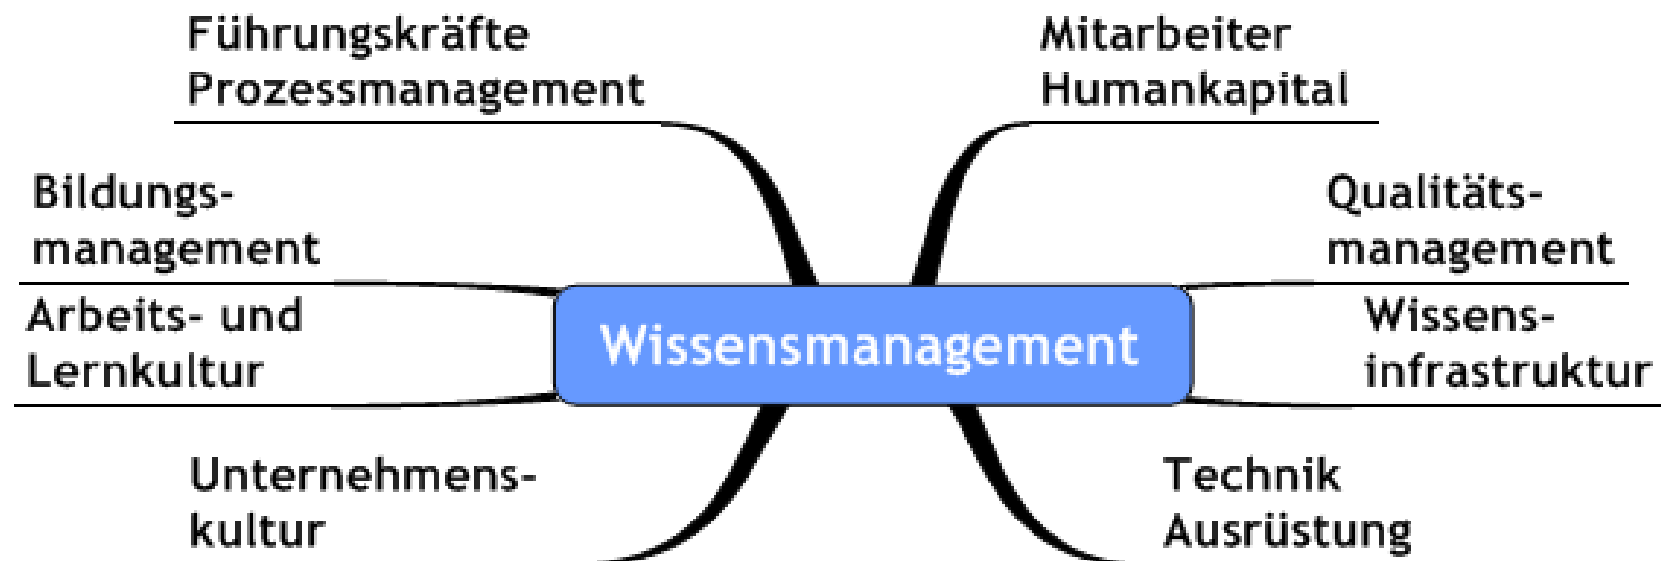 Führungskräfte
Prozessmanagement
Mitarbeiter
Humankapital
Bildungs-
management
Qualitäts-
management
Arbeits- und
Lernkultur
Wissensmanagement
Wissens-
infrastruktur
Unternehmens-
kultur
Technik
Ausrüstung